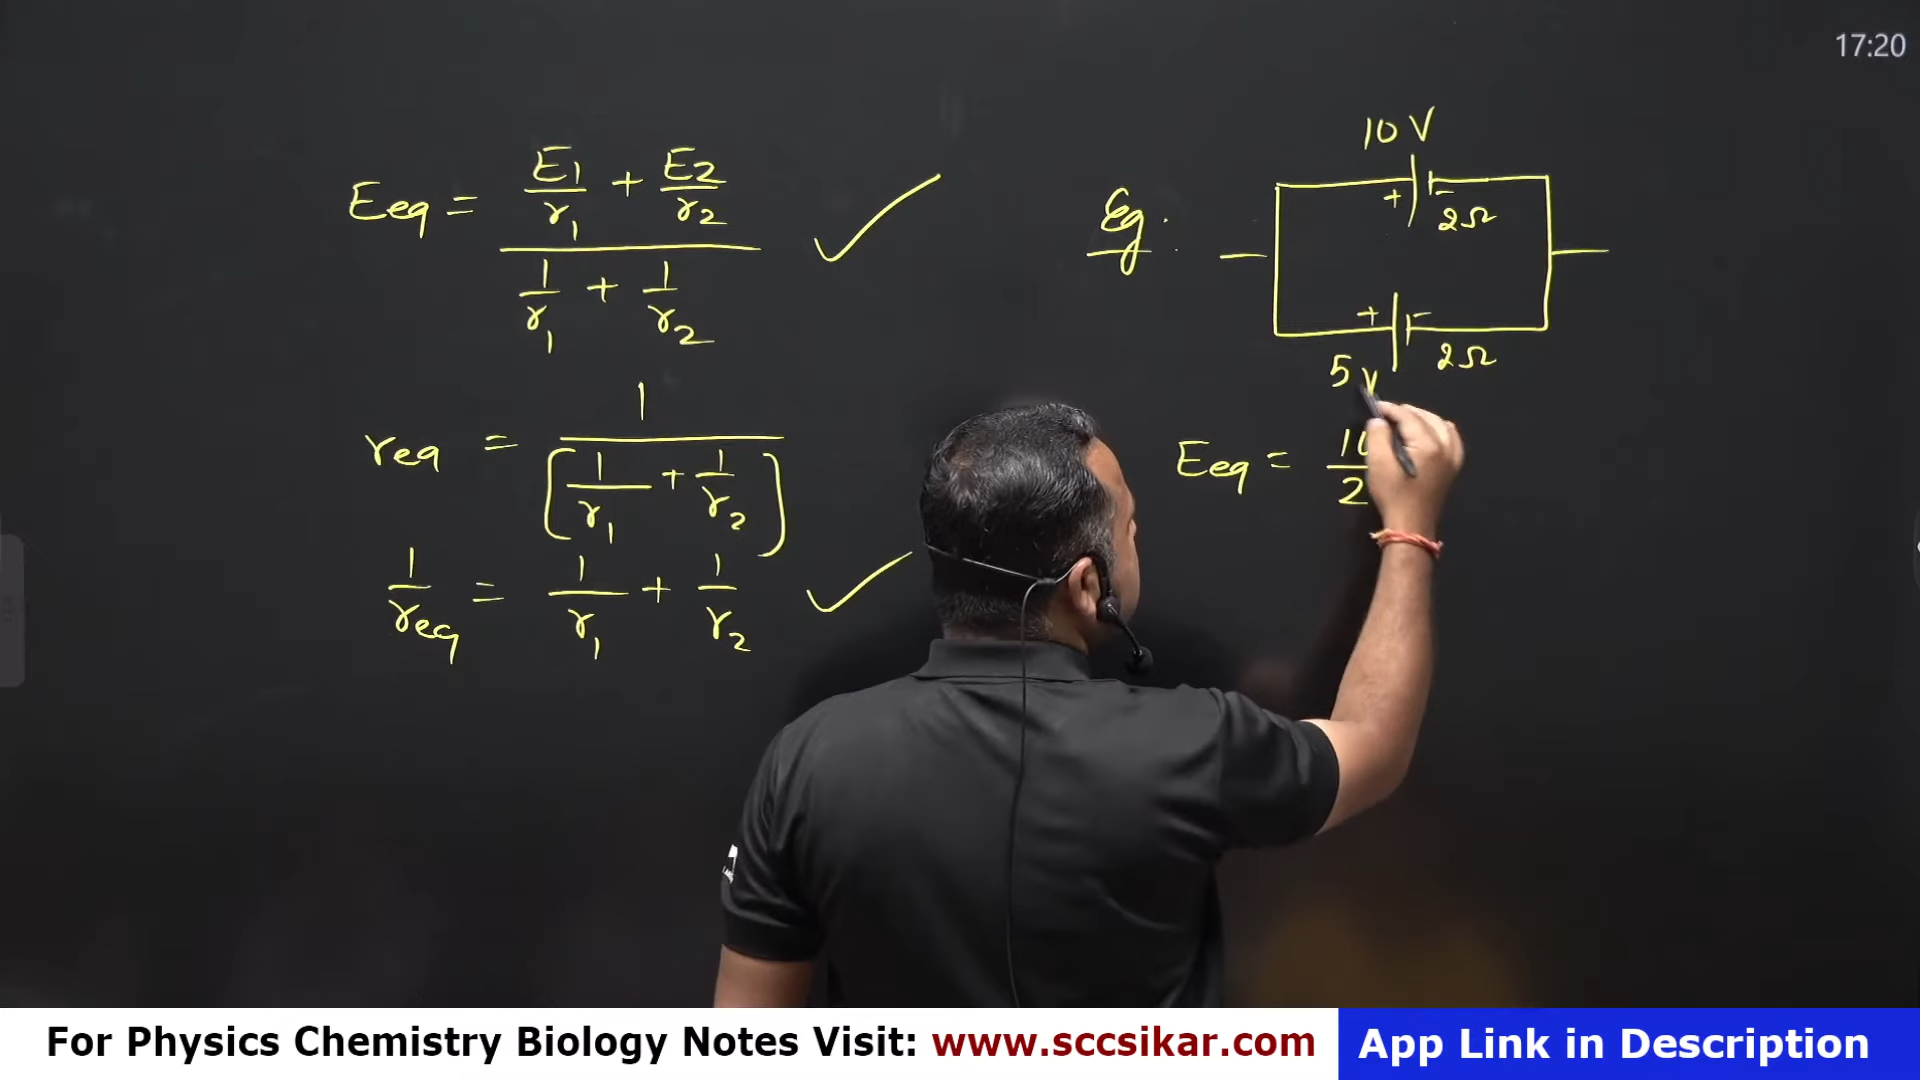 17:20
Eeq = (E1/r1 + E2/r2) / (1/r1 + 1/r2)
req = 1 / [1/r1 + 1/r2]
1/req = 1/r1 + 1/r2
Eg.
10 V
+ -
2Ω
+ -
2Ω
5 V
Eeq = 10/2
For Physics Chemistry Biology Notes Visit: www.sccsikar.com
App Link in Description